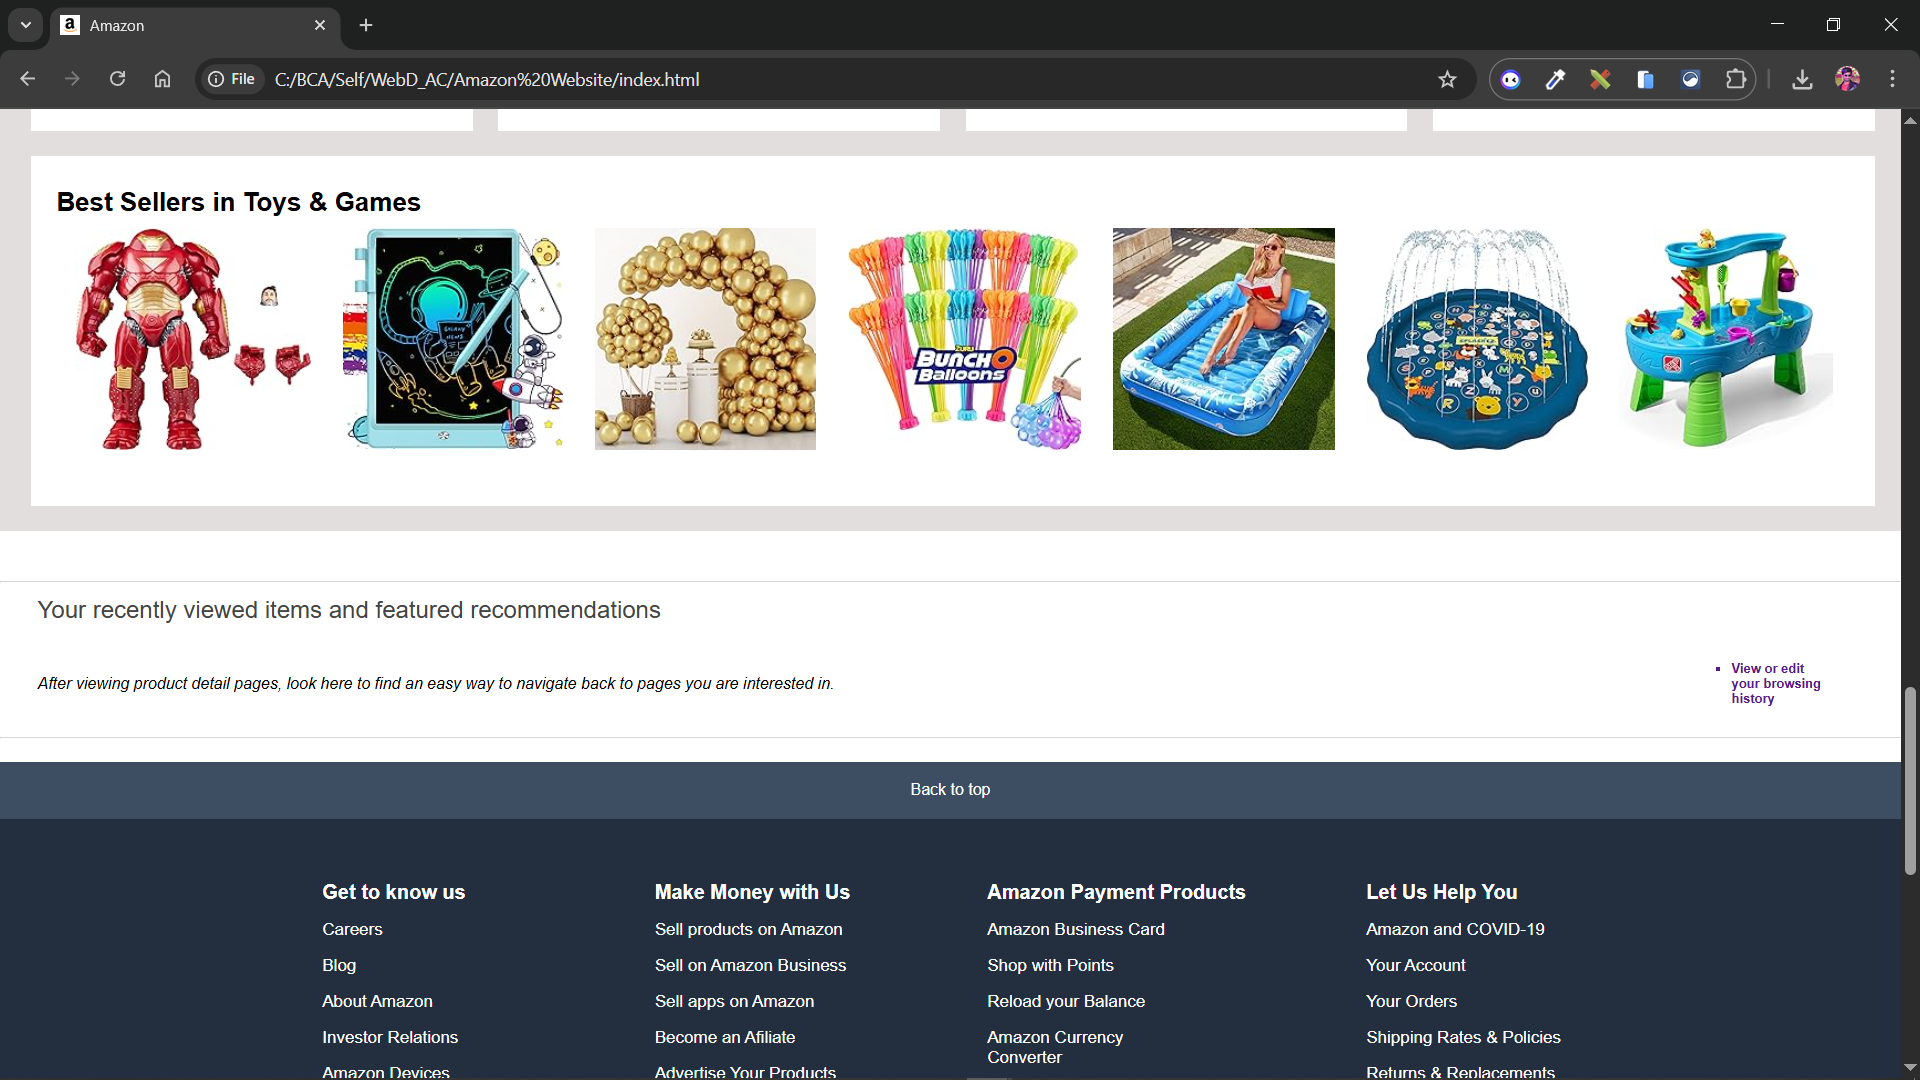 Amazon
File
C:/BCA/Self/WebD_AC/Amazon%20Website/index.html
Best Sellers in Toys & Games
ZURU
BUNCH O
Balloons
Your recently viewed items and featured recommendations
After viewing product detail pages, look here to find an easy way to navigate back to pages you are interested in.
View or edit
your browsing
history
Back to top
Get to know us
Careers
Blog
About Amazon
Investor Relations
Amazon Devices
Make Money with Us
Sell products on Amazon
Sell on Amazon Business
Sell apps on Amazon
Become an Afiliate
Advertise Your Products
Amazon Payment Products
Amazon Business Card
Shop with Points
Reload your Balance
Amazon Currency
Converter
Let Us Help You
Amazon and COVID-19
Your Account
Your Orders
Shipping Rates & Policies
Returns & Replacements